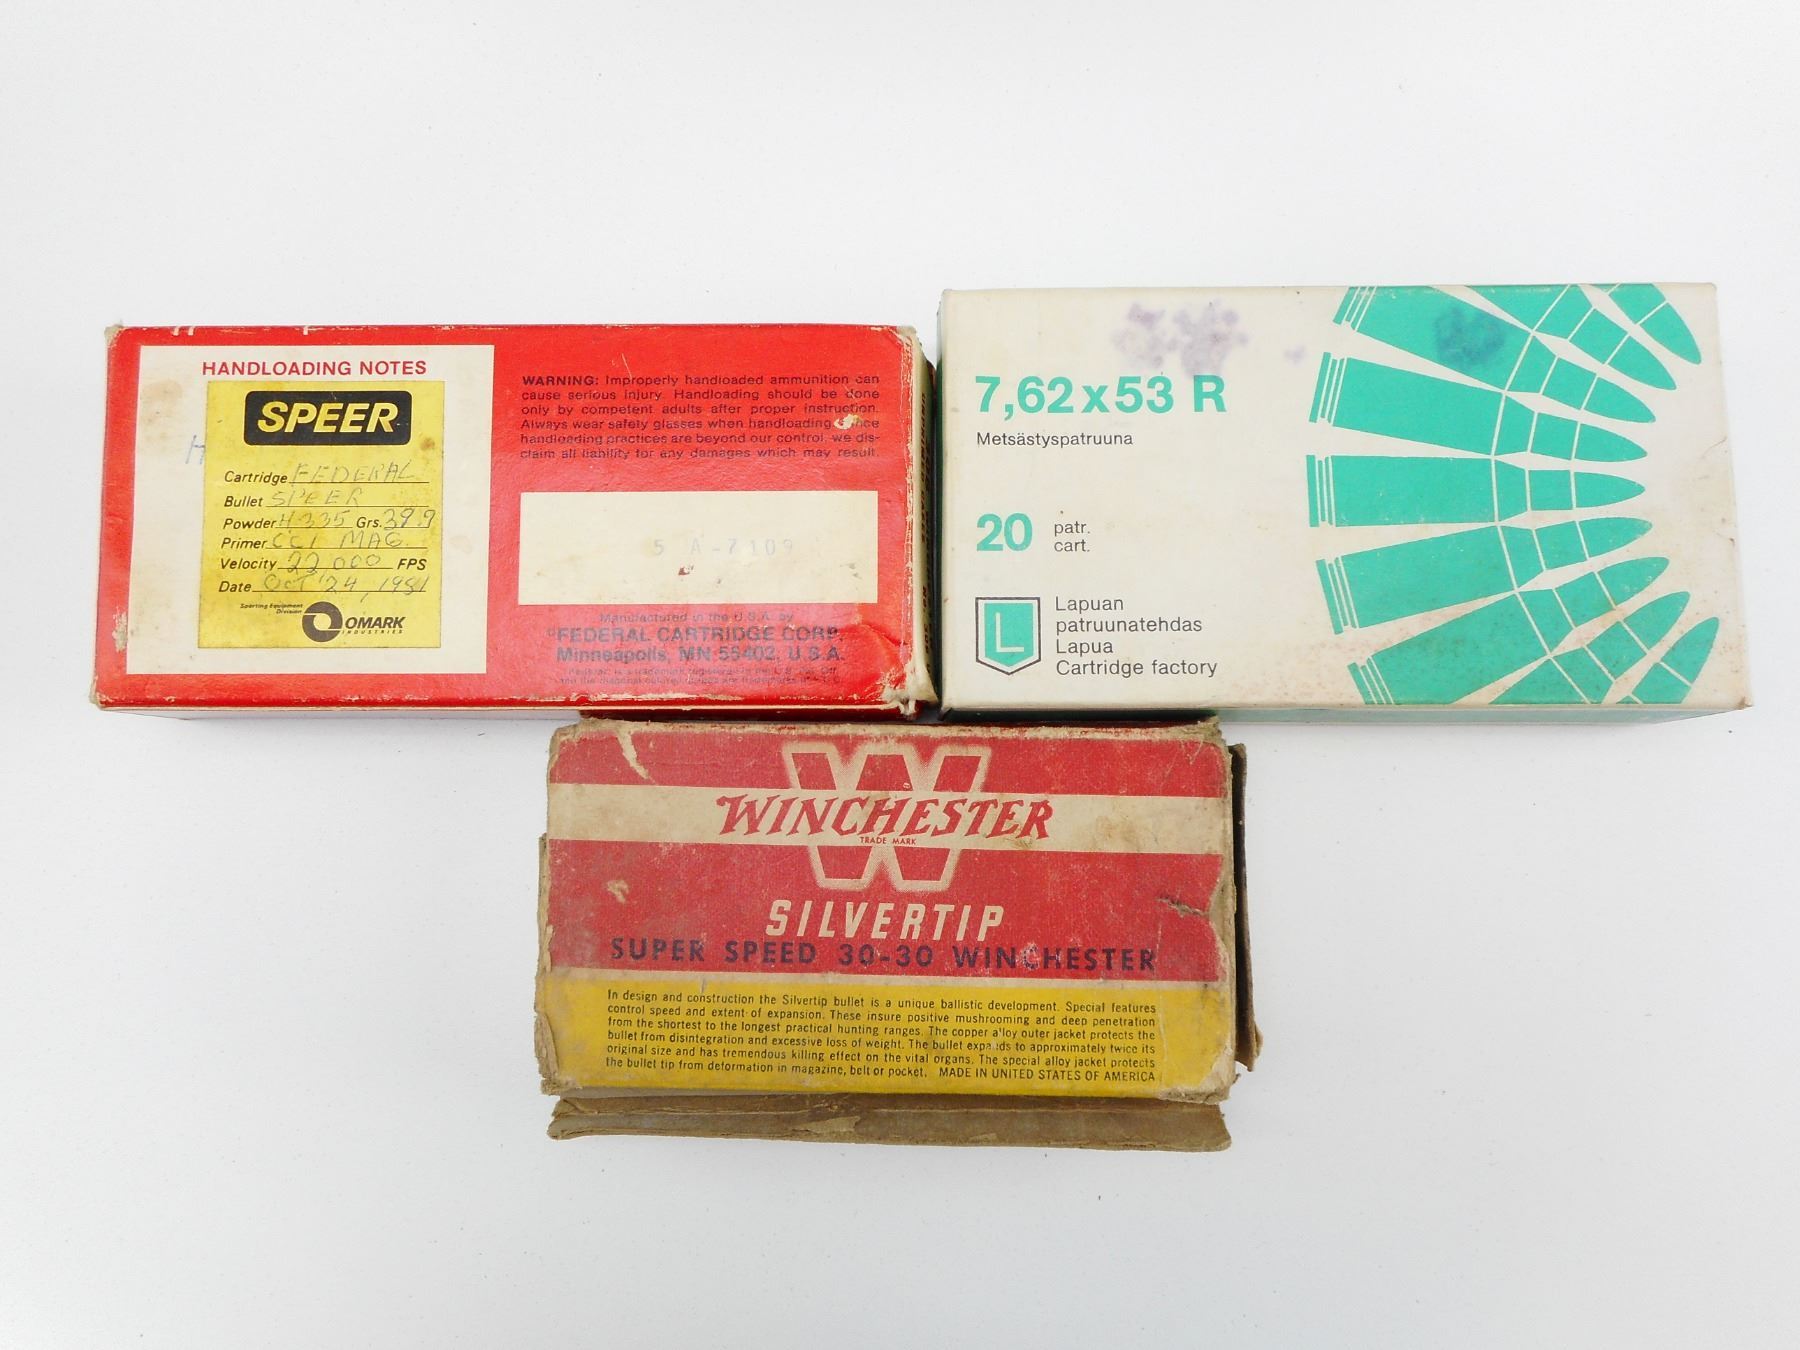 HANDLOADING NOTES
SPEER
Cartridge FEDERAL
Bullet SPEER
Powder H335 Grs. 39.9
Primer CCI MAG.
Velocity 22000 FPS
Date OCT 24, 1981
Sporting Equipment
Division
OMARK
INDUSTRIES
WARNING: Improperly handloaded ammunition can
cause serious injury. Handloading should be done
only by competent adults after proper instruction.
Always wear safety glasses when handloading
handloading practices are beyond our control, we dis-
claim all liability for any damages which may result.
5 A-7109
Manufactured in the U.S.A. by
FEDERAL CARTRIDGE CORP.
Minneapolis, MN 55402, U.S.A.
7,62x53 R
Metsästyspatruuna
20 patr.
cart.
L
Lapuan
patruunatehdas
Lapua
Cartridge factory
W
WINCHESTER
TRADE MARK
SILVERTIP
SUPER SPEED 30-30 WINCHESTER
In design and construction the Silvertip bullet is a unique ballistic development. Special features
control speed and extent of expansion. These insure positive mushrooming and deep penetration
from the shortest to the longest practical hunting ranges. The copper alloy outer jacket protects the
bullet from disintegration and excessive loss of weight. The bullet expands to approximately twice its
original size and has tremendous killing effect on the vital organs. The special alloy jacket protects
the bullet tip from deformation in magazine, belt or pocket. MADE IN UNITED STATES OF AMERICA